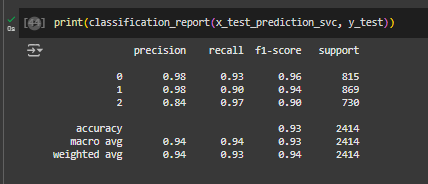 print(classification_report(x_test_prediction_svc, y_test))
0s
precision recall f1-score support
0 0.98 0.93 0.96 815
1 0.98 0.90 0.94 869
2 0.84 0.97 0.90 730
accuracy 0.93 2414
macro avg 0.94 0.94 0.93 2414
weighted avg 0.94 0.93 0.94 2414